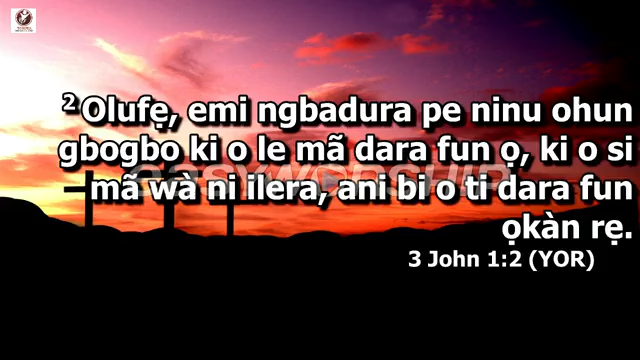 2 Olufẹ, emi ngbadura pe ninu ohun
gbogbo ki o le mã dara fun ọ, ki o si
mã wà ni ilera, ani bi o ti dara fun
ọkàn rẹ.
3 John 1:2 (YOR)